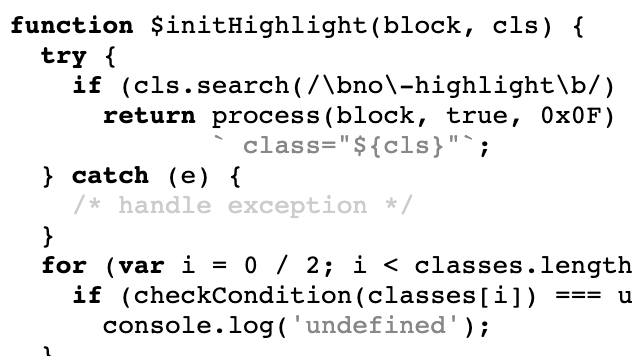 function $initHighlight(block, cls) {
  try {
    if (cls.search(/\bno\-highlight\b/)
      return process(block, true, 0x0F)
             ` class="${cls}"`;
  } catch (e) {
    /* handle exception */
  }
  for (var i = 0 / 2; i < classes.length
    if (checkCondition(classes[i]) === u
      console.log('undefined');
  }